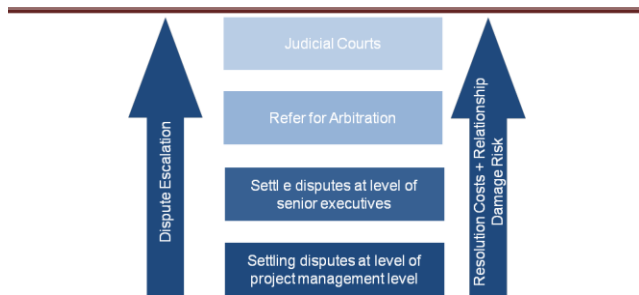 Judicial Courts
Refer for Arbitration
Settl e disputes at level of
senior executives
Settling disputes at level of
project management level
Dispute Escalation
Resolution Costs + Relationship
Damage Risk